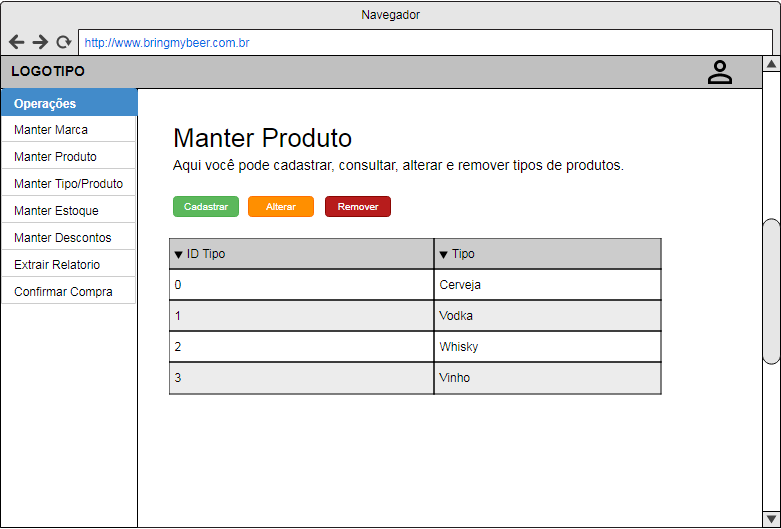 Navegador
http://www.bringmybeer.com.br
LOGOTIPO
Operações
Manter Marca
Manter Produto
Manter Tipo/Produto
Manter Estoque
Manter Descontos
Extrair Relatorio
Confirmar Compra
Manter Produto
Aqui você pode cadastrar, consultar, alterar e remover tipos de produtos.
Cadastrar Alterar Remover
▼ ID Tipo ▼ Tipo
0 Cerveja
1 Vodka
2 Whisky
3 Vinho